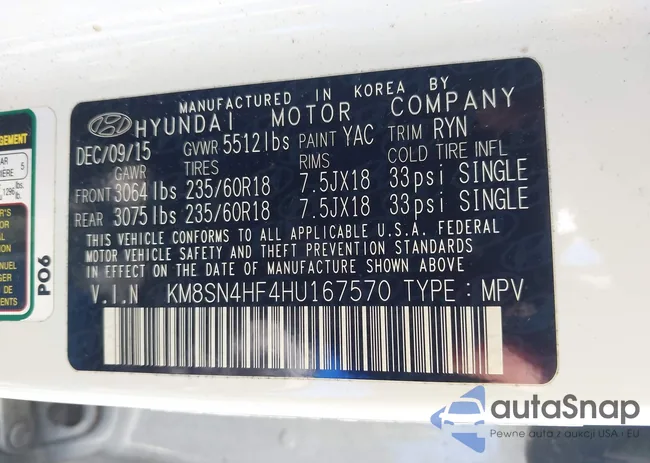 MANUFACTURED IN KOREA BY
HYUNDAI MOTOR COMPANY
DEC/09/15 GVWR 5512lbs PAINT YAC TRIM RYN
GAWR TIRES RIMS COLD TIRE INFL
FRONT 3064lbs 235/60R18 7.5JX18 33psi SINGLE
REAR 3075lbs 235/60R18 7.5JX18 33psi SINGLE
THIS VEHICLE CONFORMS TO ALL APPLICABLE U.S.A. FEDERAL
MOTOR VEHICLE SAFETY AND THEFT PREVENTION STANDARDS
IN EFFECT ON THE DATE OF MANUFACTURE SHOWN ABOVE.
V.I.N KM8SN4HF4HU167570 TYPE: MPV
5
1296
lbs.
P06
autaSnap
Pewne auta z aukcji USA i EU